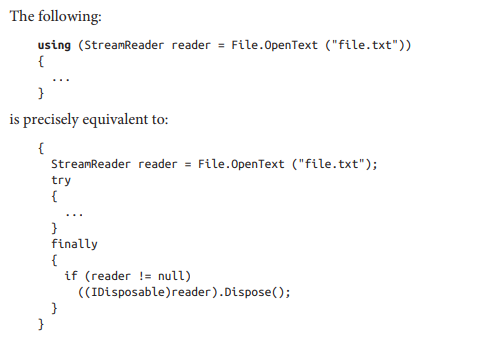 The following:
using (StreamReader reader = File.OpenText ("file.txt"))
{
...
}
is precisely equivalent to:
{
StreamReader reader = File.OpenText ("file.txt");
try
{
...
}
finally
{
if (reader != null)
((IDisposable)reader).Dispose();
}
}